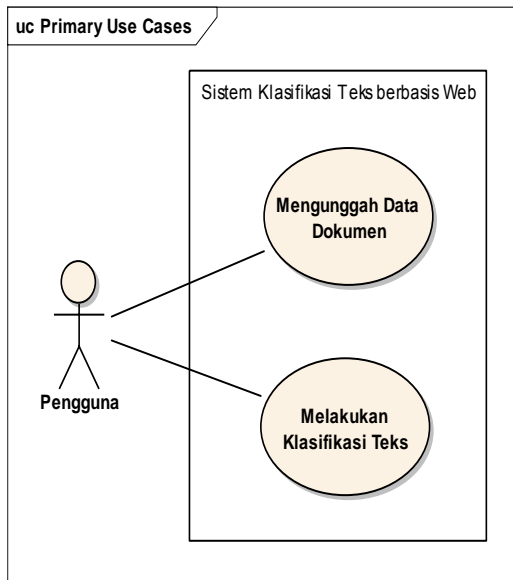 uc Primary Use Cases
Sistem Klasifikasi Teks berbasis Web
Mengunggah Data
Dokumen
Pengguna
Melakukan
Klasifikasi Teks